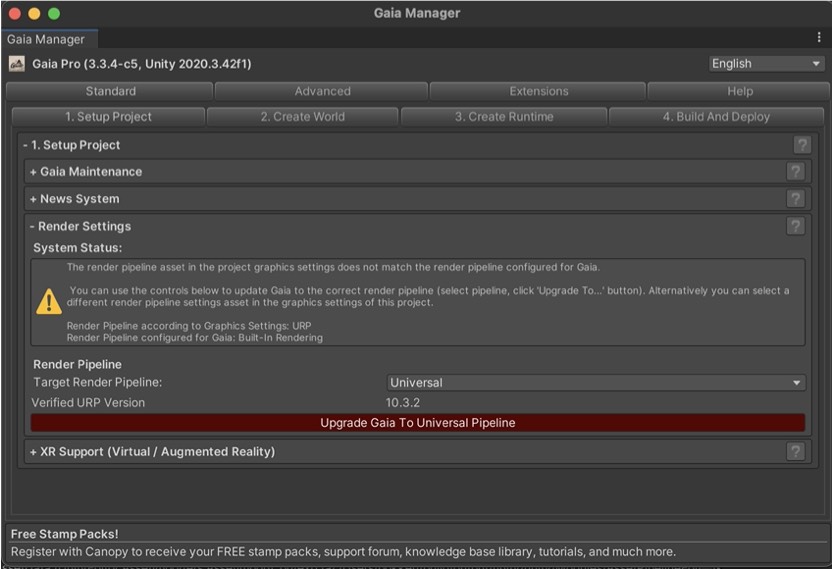 Gaia Manager
Gaia Manager
Gaia Pro (3.3.4-c5, Unity 2020.3.42f1)
English
Standard
Advanced
Extensions
Help
1. Setup Project
2. Create World
3. Create Runtime
4. Build And Deploy
- 1. Setup Project
?
+ Gaia Maintenance
?
+ News System
?
- Render Settings
?
System Status:
The render pipeline asset in the project graphics settings does not match the render pipeline configured for Gaia.
You can use the controls below to update Gaia to the correct render pipeline (select pipeline, click 'Upgrade To...' button). Alternatively you can select a
different render pipeline settings asset in the graphics settings of this project.
Render Pipeline according to Graphics Settings: URP
Render Pipeline configured for Gaia: Built-In Rendering
Render Pipeline
Target Render Pipeline:
Universal
Verified URP Version
10.3.2
Upgrade Gaia To Universal Pipeline
+ XR Support (Virtual / Augmented Reality)
?
Free Stamp Packs!
Register with Canopy to receive your FREE stamp packs, support forum, knowledge base library, tutorials, and much more.